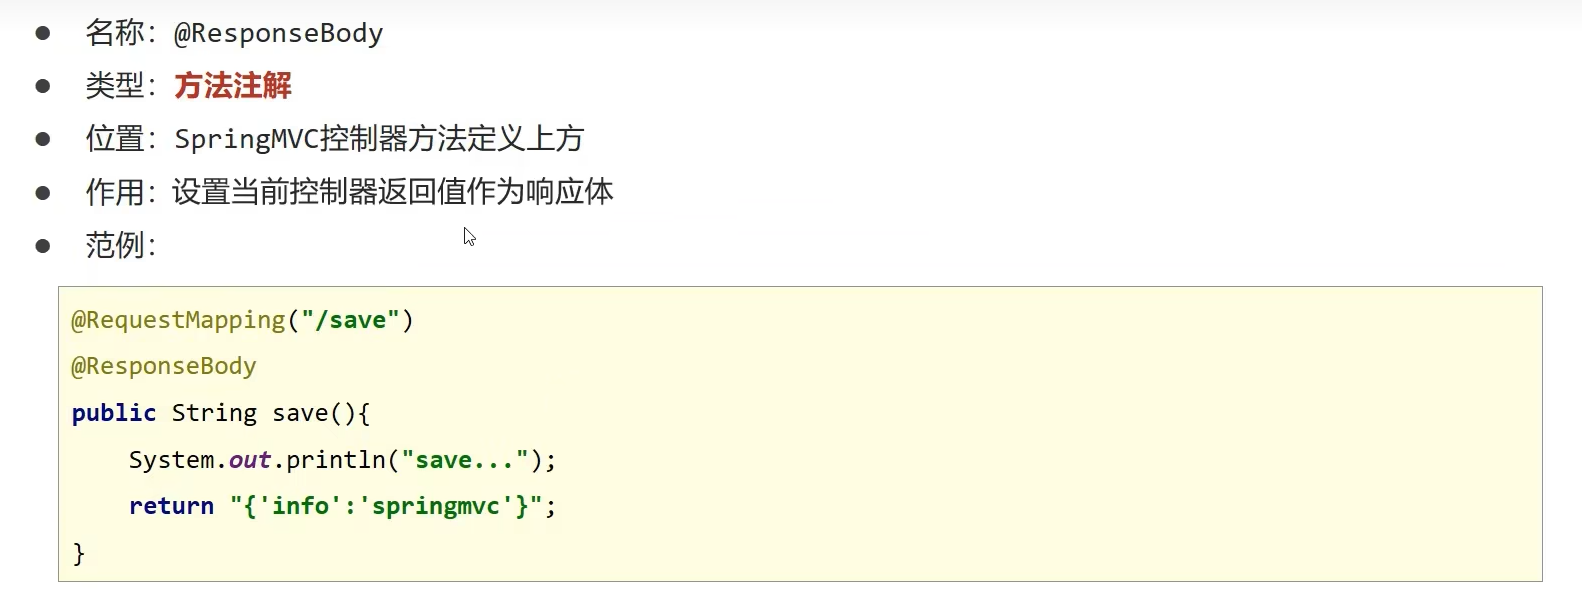 ● 名称：@ResponseBody
● 类型：方法注解
● 位置：SpringMVC控制器方法定义上方
● 作用：设置当前控制器返回值作为响应体
● 范例：
@RequestMapping("/save")
@ResponseBody
public String save(){
    System.out.println("save...");
    return "{'info':'springmvc'}";
}